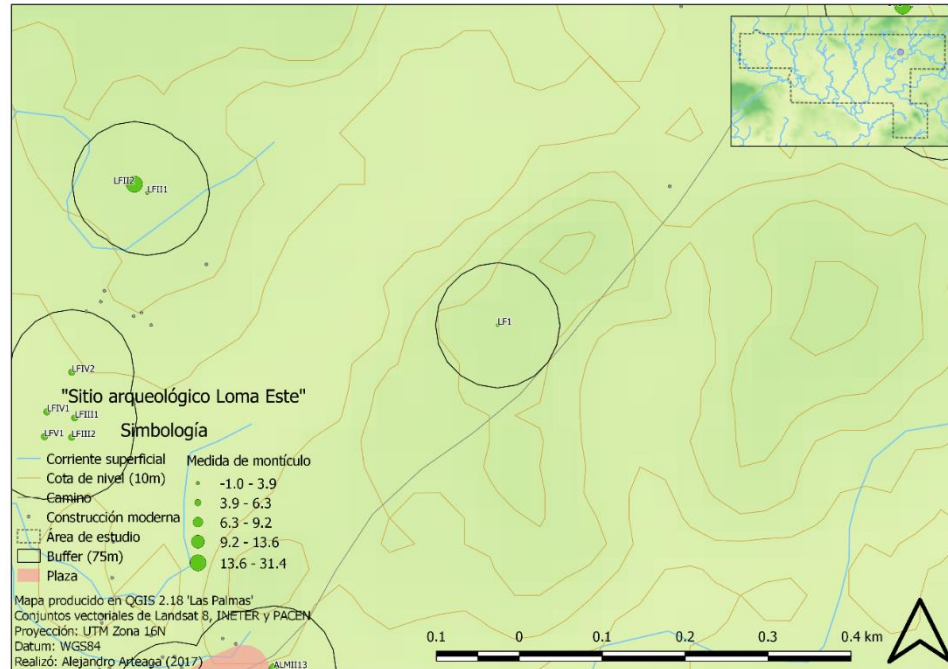 LFII2
LFII1
LF1
LFIV2
"Sitio arqueológico Loma Este"
LFIV1
LFIII1
Simbología
LFV1
LFIII2
Corriente superficial
Cota de nivel (10m)
Camino
Construcción moderna
Área de estudio
Buffer (75m)
Plaza
Medida de montículo
-1.0 - 3.9
3.9 - 6.3
6.3 - 9.2
9.2 - 13.6
13.6 - 31.4
Mapa producido en QGIS 2.18 'Las Palmas'
Conjuntos vectoriales de Landsat 8, INETER y PACEN
Proyección: UTM Zona 16N
Datum: WGS84
Realizó: Alejandro Arteaga (2017)
ALMII13
0.1 0 0.1 0.2 0.3 0.4 km